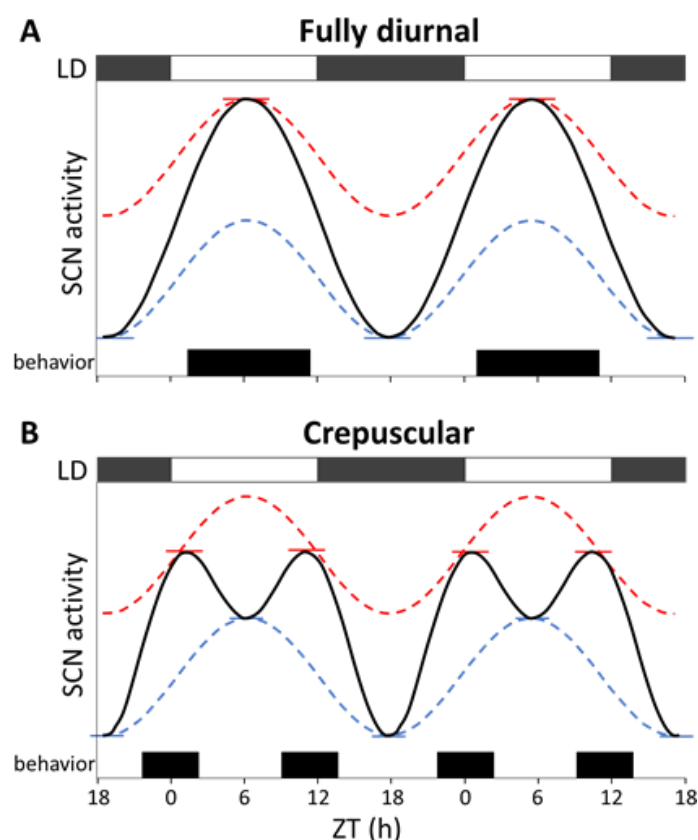 A
Fully diurnal
LD
SCN activity
behavior
B
Crepuscular
LD
SCN activity
behavior
18 0 6 12 18 0 6 12 18
ZT (h)